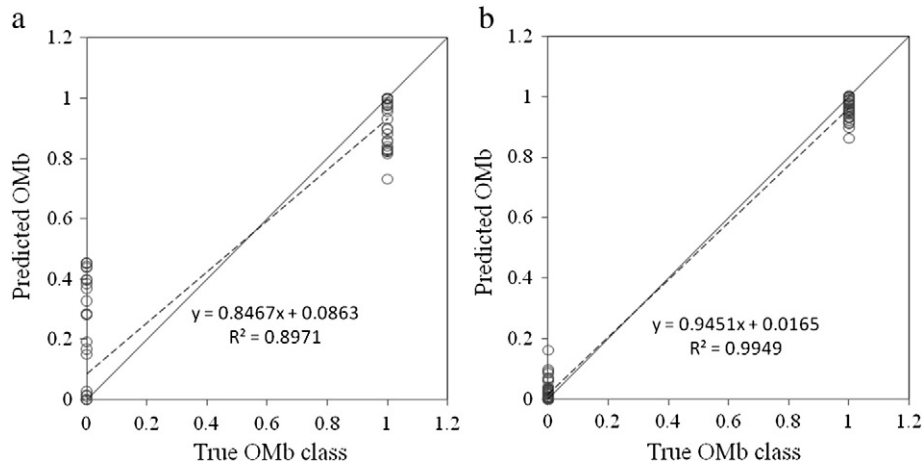 a
1.2
1
0.8
0.6
0.4
0.2
0
Predicted OMb
y = 0.8467x + 0.0863
R² = 0.8971
0 0.2 0.4 0.6 0.8 1 1.2
True OMb class
b
1.2
1
0.8
0.6
0.4
0.2
0
Predicted OMb
y = 0.9451x + 0.0165
R² = 0.9949
0 0.2 0.4 0.6 0.8 1 1.2
True OMb class